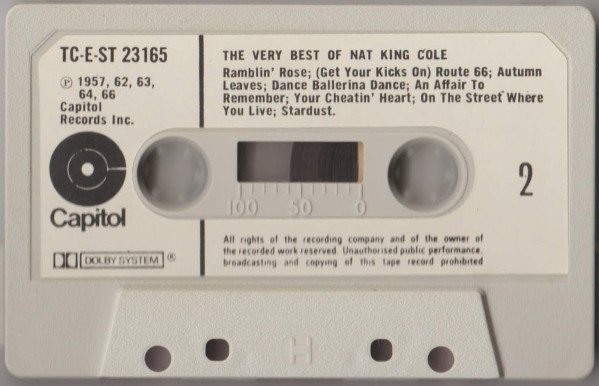 TC-E-ST 23165
Ⓟ 1957, 62, 63,
64, 66
Capitol
Records Inc.
Capitol
DOLBY SYSTEM ®
THE VERY BEST OF NAT KING COLE
Ramblin' Rose; (Get Your Kicks On) Route 66; Autumn
Leaves; Dance Ballerina Dance; An Affair To
Remember; Your Cheatin' Heart; On The Street Where
You Live; Stardust.
2
100 50 0
All rights of the recording company and of the owner of
the recorded work reserved. Unauthorised public performance,
broadcasting and copying of this tape record prohibited
H